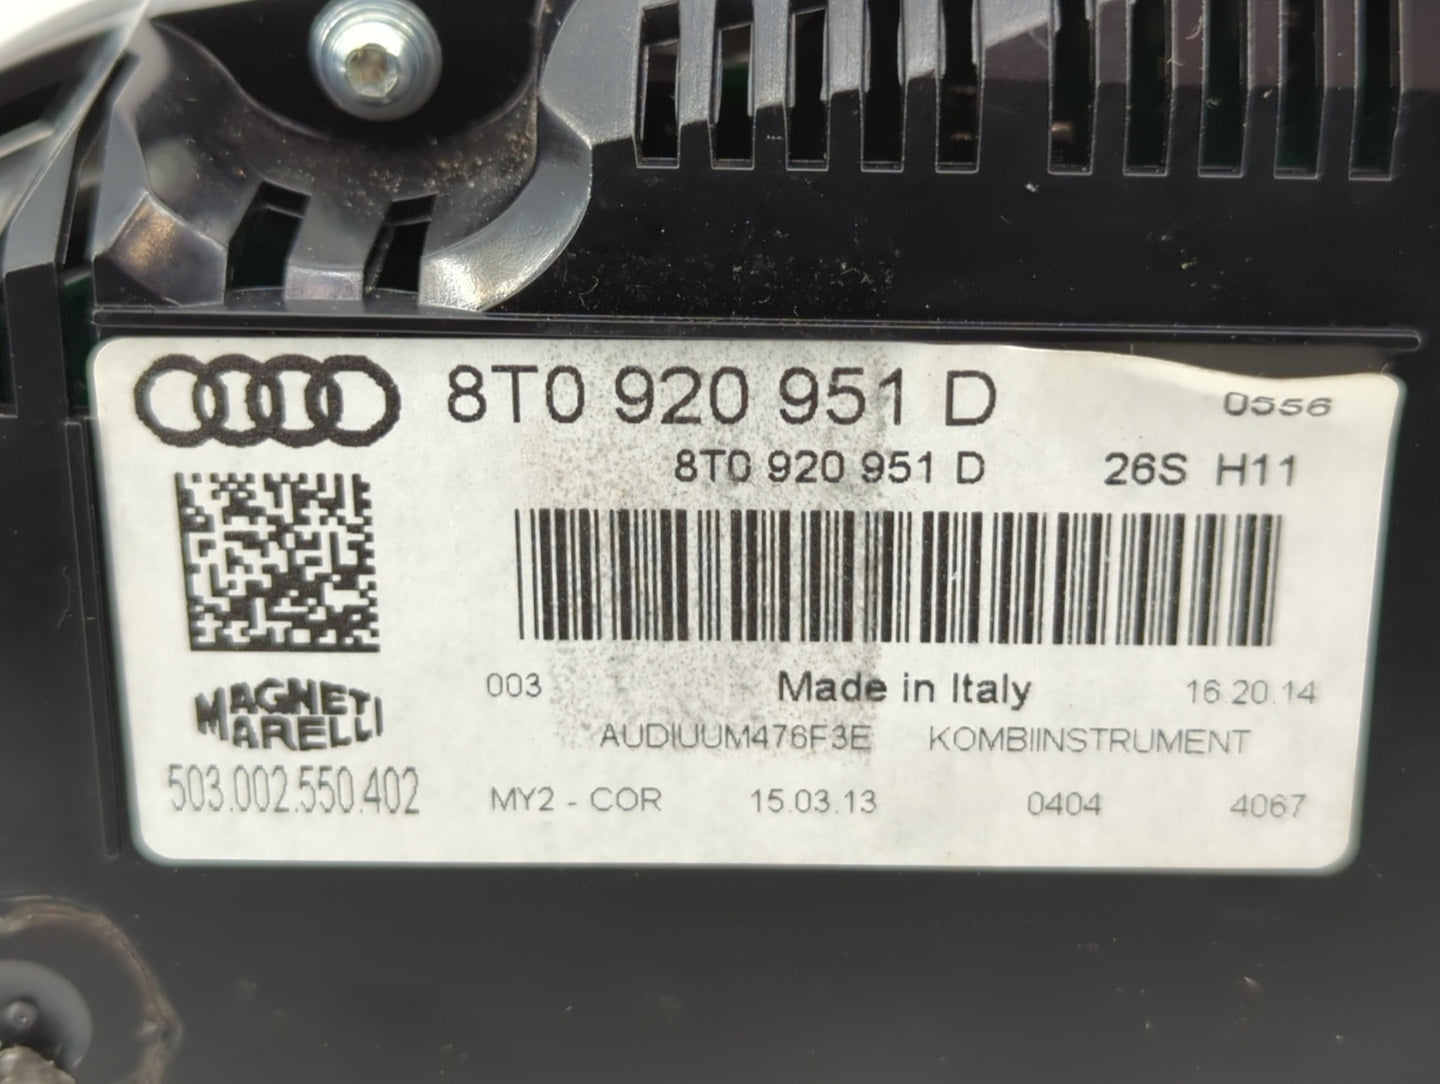 8T0 920 951 D
0556
8T0 920 951 D 26S H11
003 Made in Italy 16.20.14
MAGNETI
MARELLI
AUDIUUM476F3E KOMBIINSTRUMENT
503.002.550.402
MY2 - COR 15.03.13 0404 4067